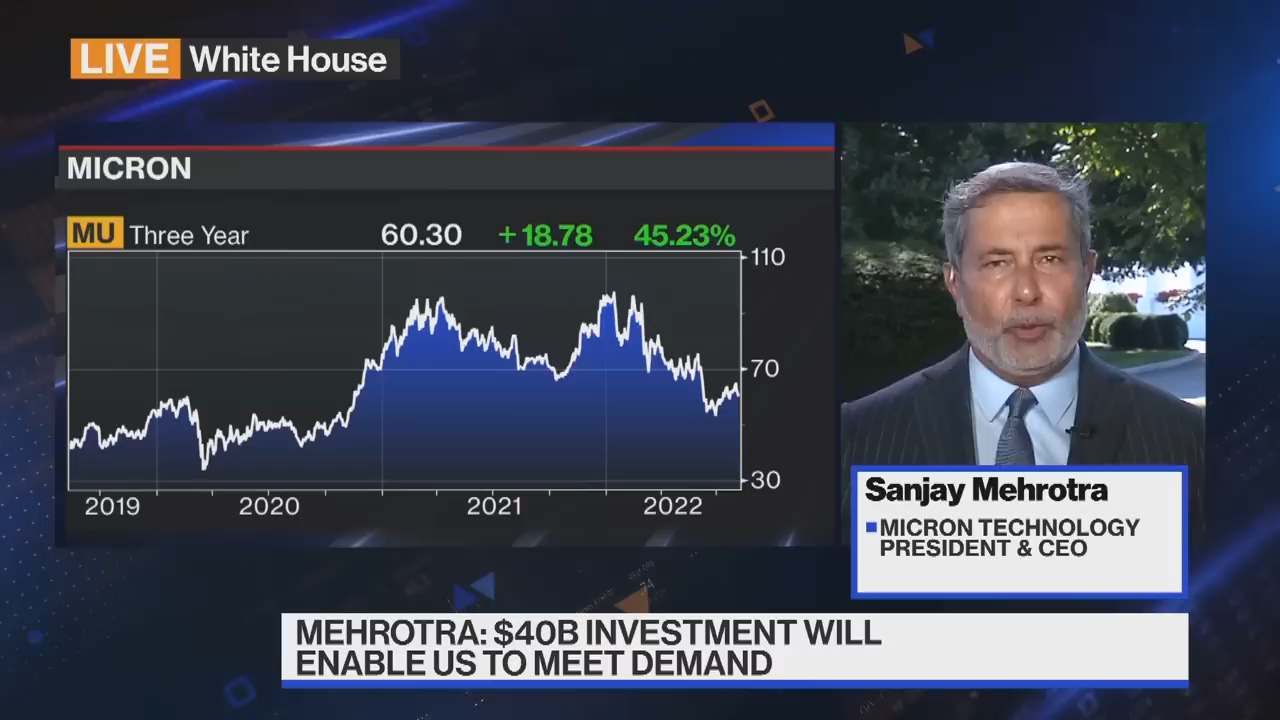 LIVE White House
MICRON
MU Three Year 60.30 +18.78 45.23%
110
70
30
2019 2020 2021 2022
Sanjay Mehrotra
MICRON TECHNOLOGY
PRESIDENT & CEO
MEHROTRA: $40B INVESTMENT WILL
ENABLE US TO MEET DEMAND